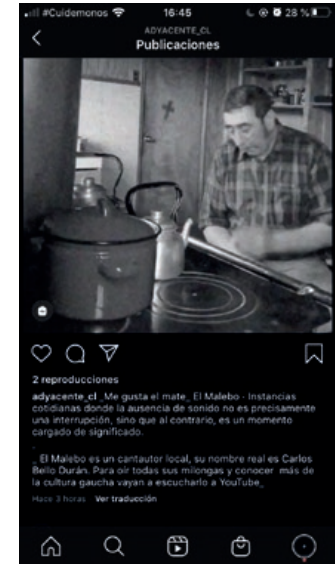 #Cuidemonos 16:45 28 %
ADYACENTE_CL
Publicaciones
2 reproducciones
adyacente_cl _Me gusta el mate_ El Malebo - Instancias
cotidianas donde la ausencia de sonido no es precisamente
una interrupción, sino que al contrario, es un momento
cargado de significado.
.
_ El Malebo es un cantautor local, su nombre real es Carlos
Bello Durán. Para oir todas sus milongas y conocer más de
la cultura gaucha vayan a escucharlo a YouTube_
Hace 3 horas Ver traducción